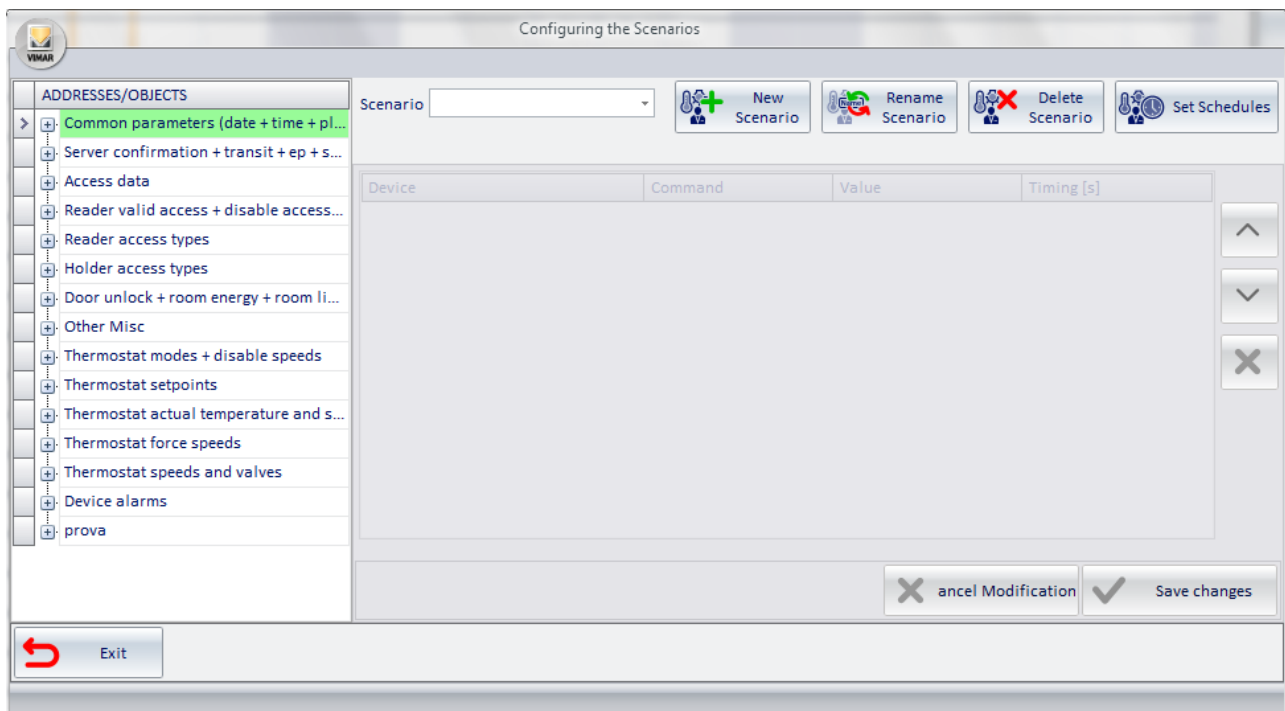 Configuring the Scenarios
VIMAR
ADDRESSES/OBJECTS
Common parameters (date + time + pl...
Server confirmation + transit + ep + s...
Access data
Reader valid access + disable access...
Reader access types
Holder access types
Door unlock + room energy + room li...
Other Misc
Thermostat modes + disable speeds
Thermostat setpoints
Thermostat actual temperature and s...
Thermostat force speeds
Thermostat speeds and valves
Device alarms
prova
Scenario
New
Scenario
Name
Rename
Scenario
Delete
Scenario
Set Schedules
Device Command Value Timing [s]
ancel Modification
Save changes
Exit